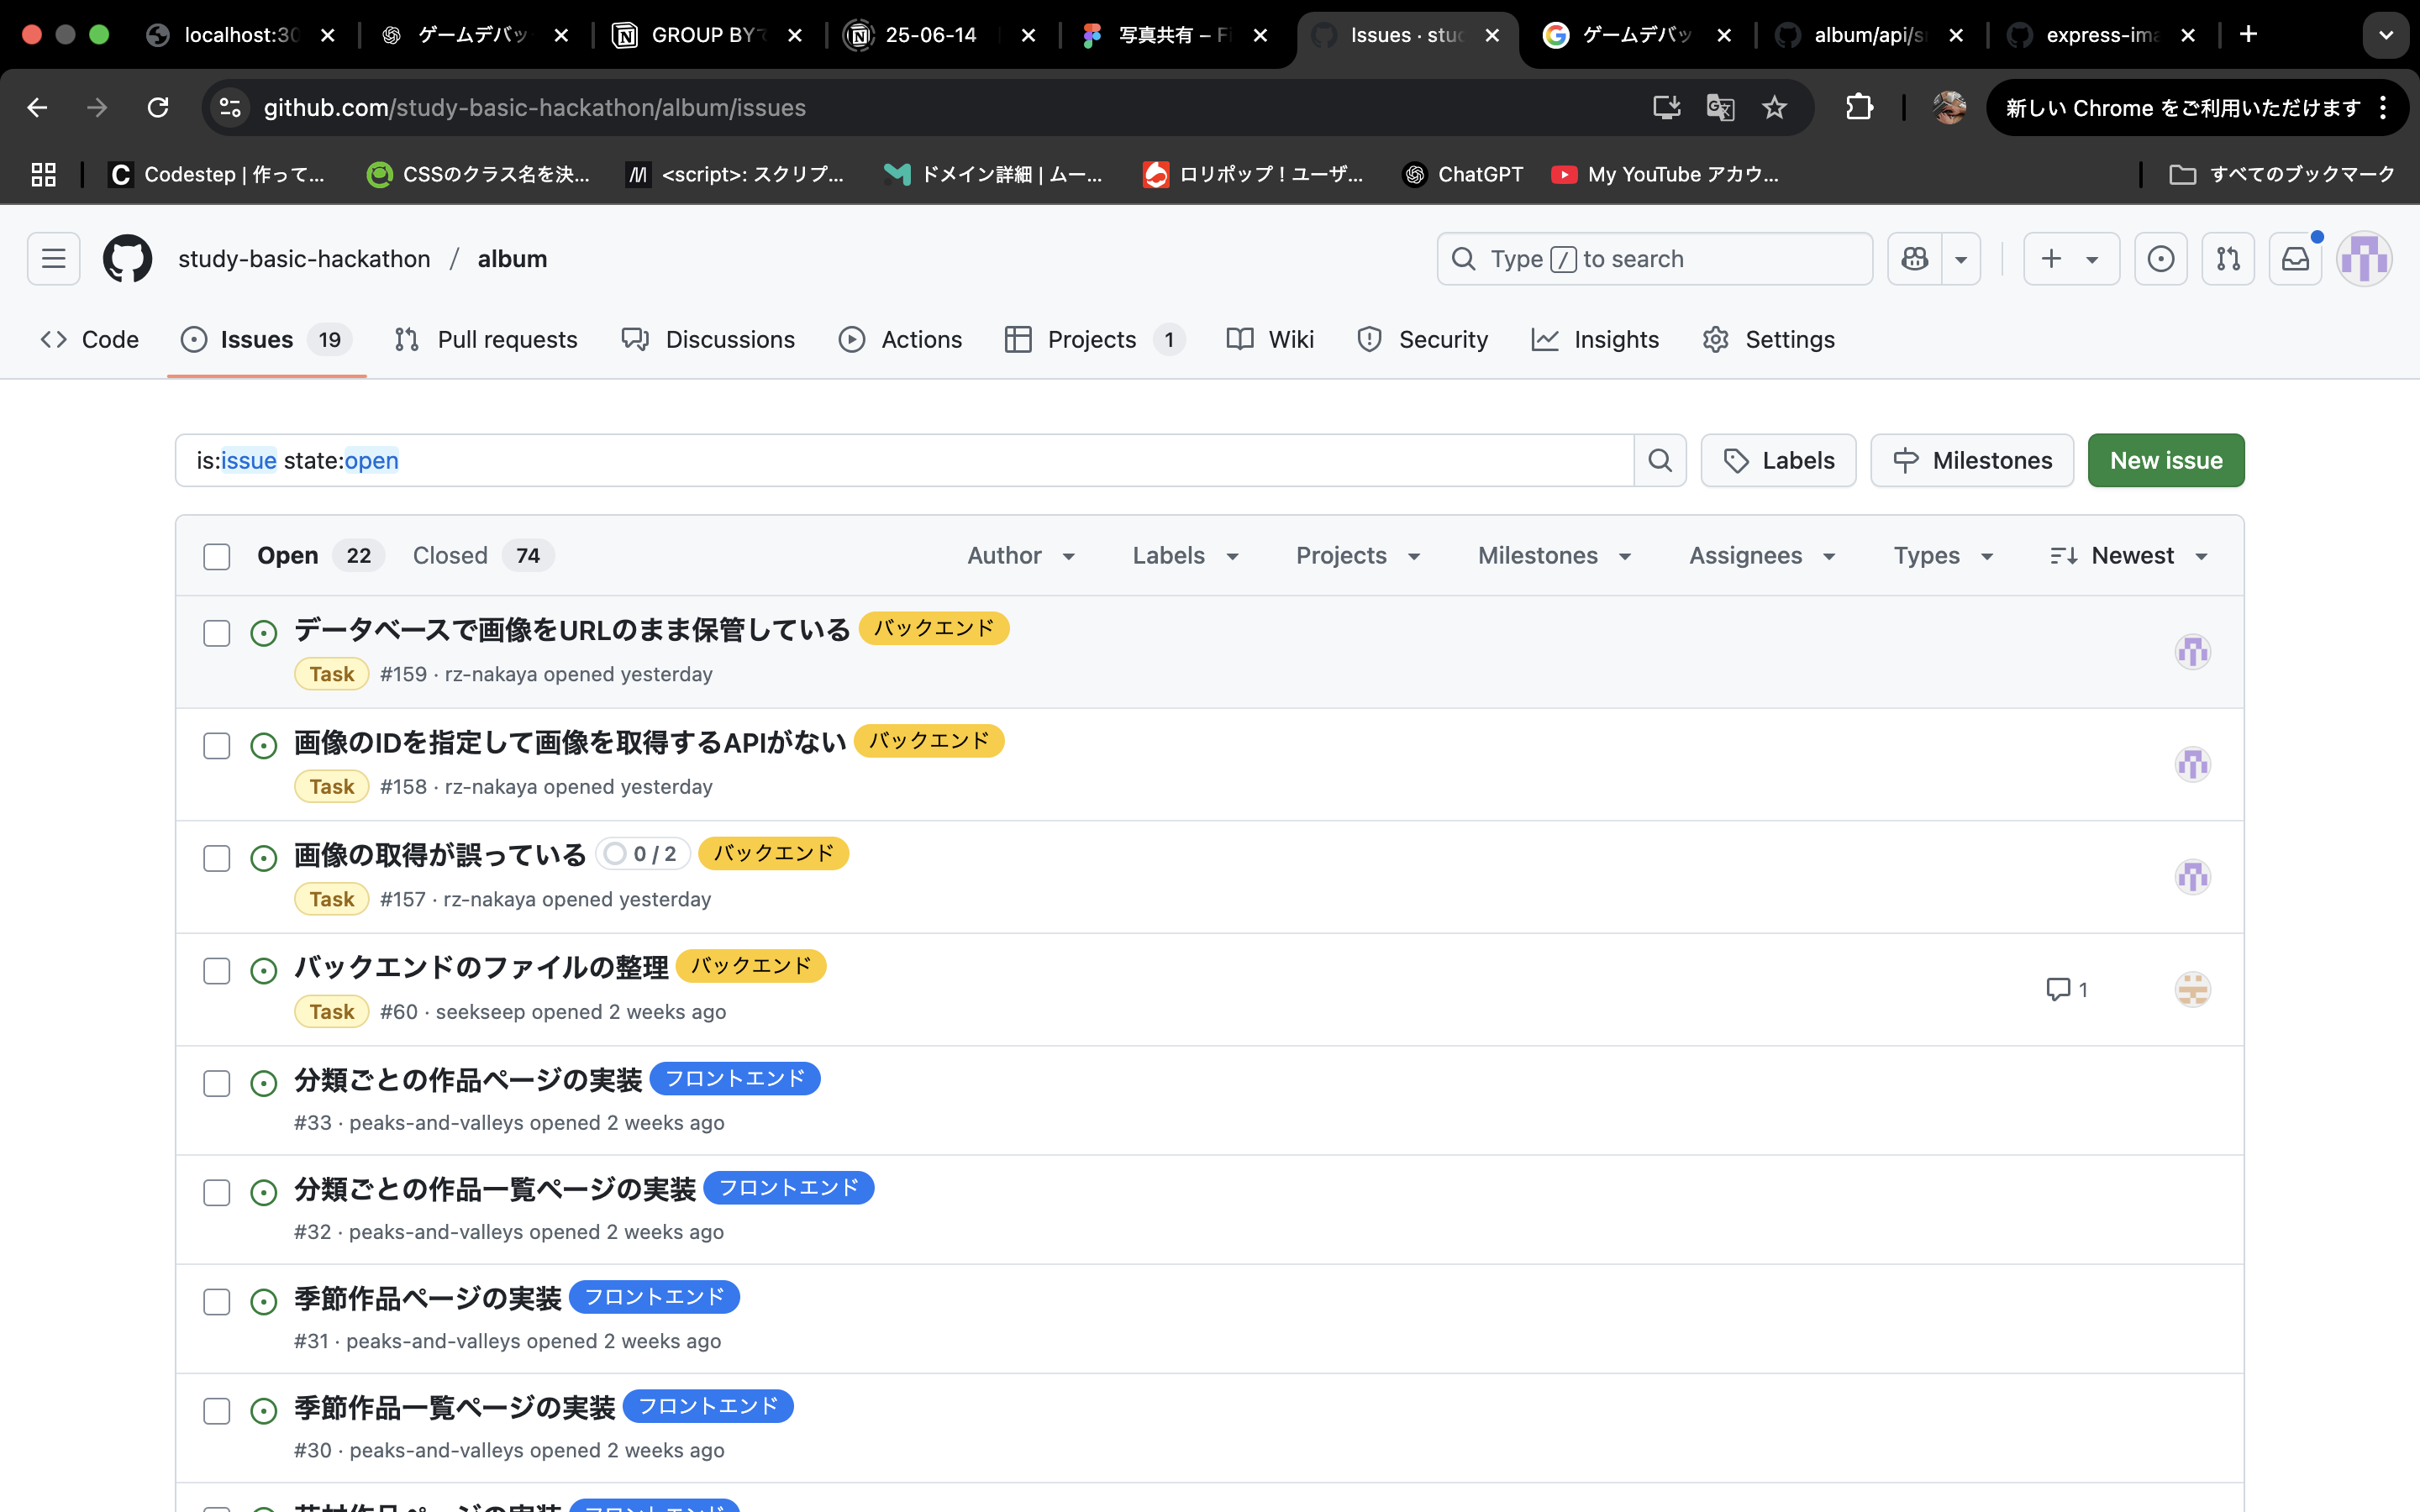 localhost:30
ゲームデバッ
GROUP BYで
25-06-14
写真共有 – Fi
Issues · stud
ゲームデバッ
album/api/sr
express-ima
github.com/study-basic-hackathon/album/issues
新しい Chrome をご利用いただけます
Codestep | 作って...
CSSのクラス名を決...
<script>: スクリプ...
ドメイン詳細 | ムー...
ロリポップ！ユーザ...
ChatGPT
My YouTube アカウ...
すべてのブックマーク
study-basic-hackathon / album
Type / to search
Code
Issues 19
Pull requests
Discussions
Actions
Projects 1
Wiki
Security
Insights
Settings
is:issue state:open
Labels
Milestones
New issue
Open 22
Closed 74
Author
Labels
Projects
Milestones
Assignees
Types
Newest
データベースで画像をURLのまま保管している バックエンド
Task #159 · rz-nakaya opened yesterday
画像のIDを指定して画像を取得するAPIがない バックエンド
Task #158 · rz-nakaya opened yesterday
画像の取得が誤っている 0 / 2 バックエンド
Task #157 · rz-nakaya opened yesterday
バックエンドのファイルの整理 バックエンド
Task #60 · seekseep opened 2 weeks ago
1
分類ごとの作品ページの実装 フロントエンド
#33 · peaks-and-valleys opened 2 weeks ago
分類ごとの作品一覧ページの実装 フロントエンド
#32 · peaks-and-valleys opened 2 weeks ago
季節作品ページの実装 フロントエンド
#31 · peaks-and-valleys opened 2 weeks ago
季節作品一覧ページの実装 フロントエンド
#30 · peaks-and-valleys opened 2 weeks ago